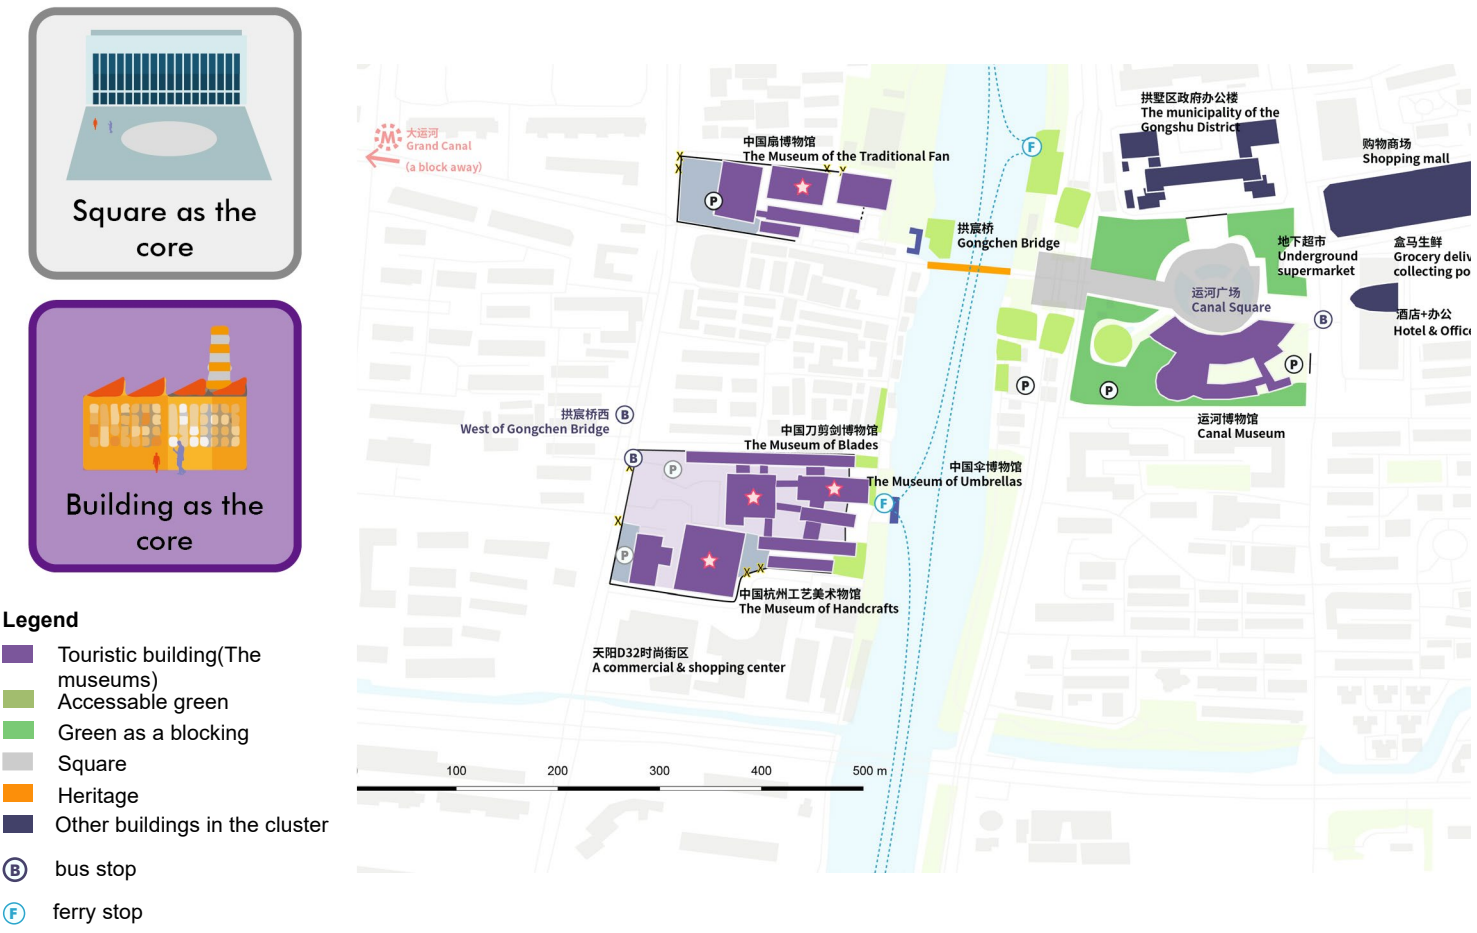 Square as the
core
Building as the
core
Legend
Touristic building(The
museums)
Accessable green
Green as a blocking
Square
Heritage
Other buildings in the cluster
B bus stop
F ferry stop
M
大运河
Grand Canal
(a block away)
中国扇博物馆
The Museum of the Traditional Fan
X
X
X
X
P
F
拱宸桥
Gongchen Bridge
拱墅区政府办公楼
The municipality of the
Gongshu District
购物商场
Shopping mall
地下超市
Underground
supermarket
盒马生鲜
Grocery deliv
collecting po
运河广场
Canal Square
B
酒店+办公
Hotel & Office
P
P
P
运河博物馆
Canal Museum
拱宸桥西
West of Gongchen Bridge
B
中国刀剪剑博物馆
The Museum of Blades
B
X
P
中国伞博物馆
The Museum of Umbrellas
F
X
P
X
X
中国杭州工艺美术物馆
The Museum of Handcrafts
天阳D32时尚街区
A commercial & shopping center
100 200 300 400 500 m